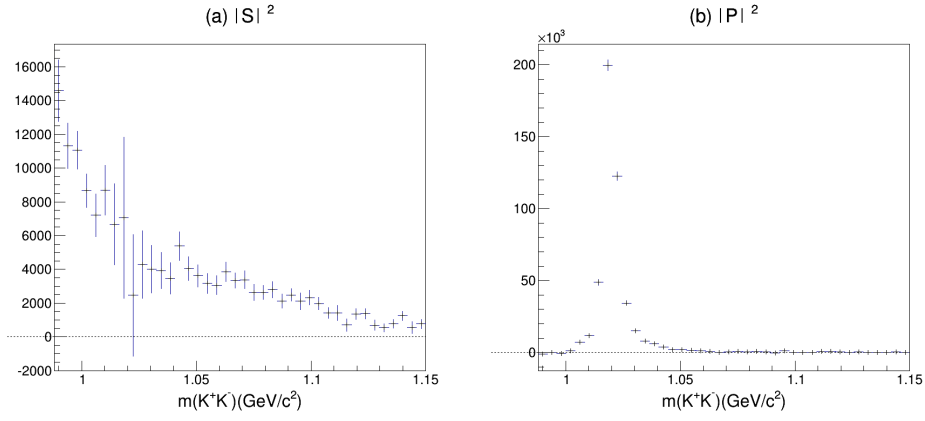 (a) |S| ²
16000
14000
12000
10000
8000
6000
4000
2000
0
-2000
1 1.05 1.1 1.15
m(K⁺K⁻)(GeV/c²)
(b) |P| ²
×10³
200
150
100
50
0
1 1.05 1.1 1.15
m(K⁺K⁻)(GeV/c²)